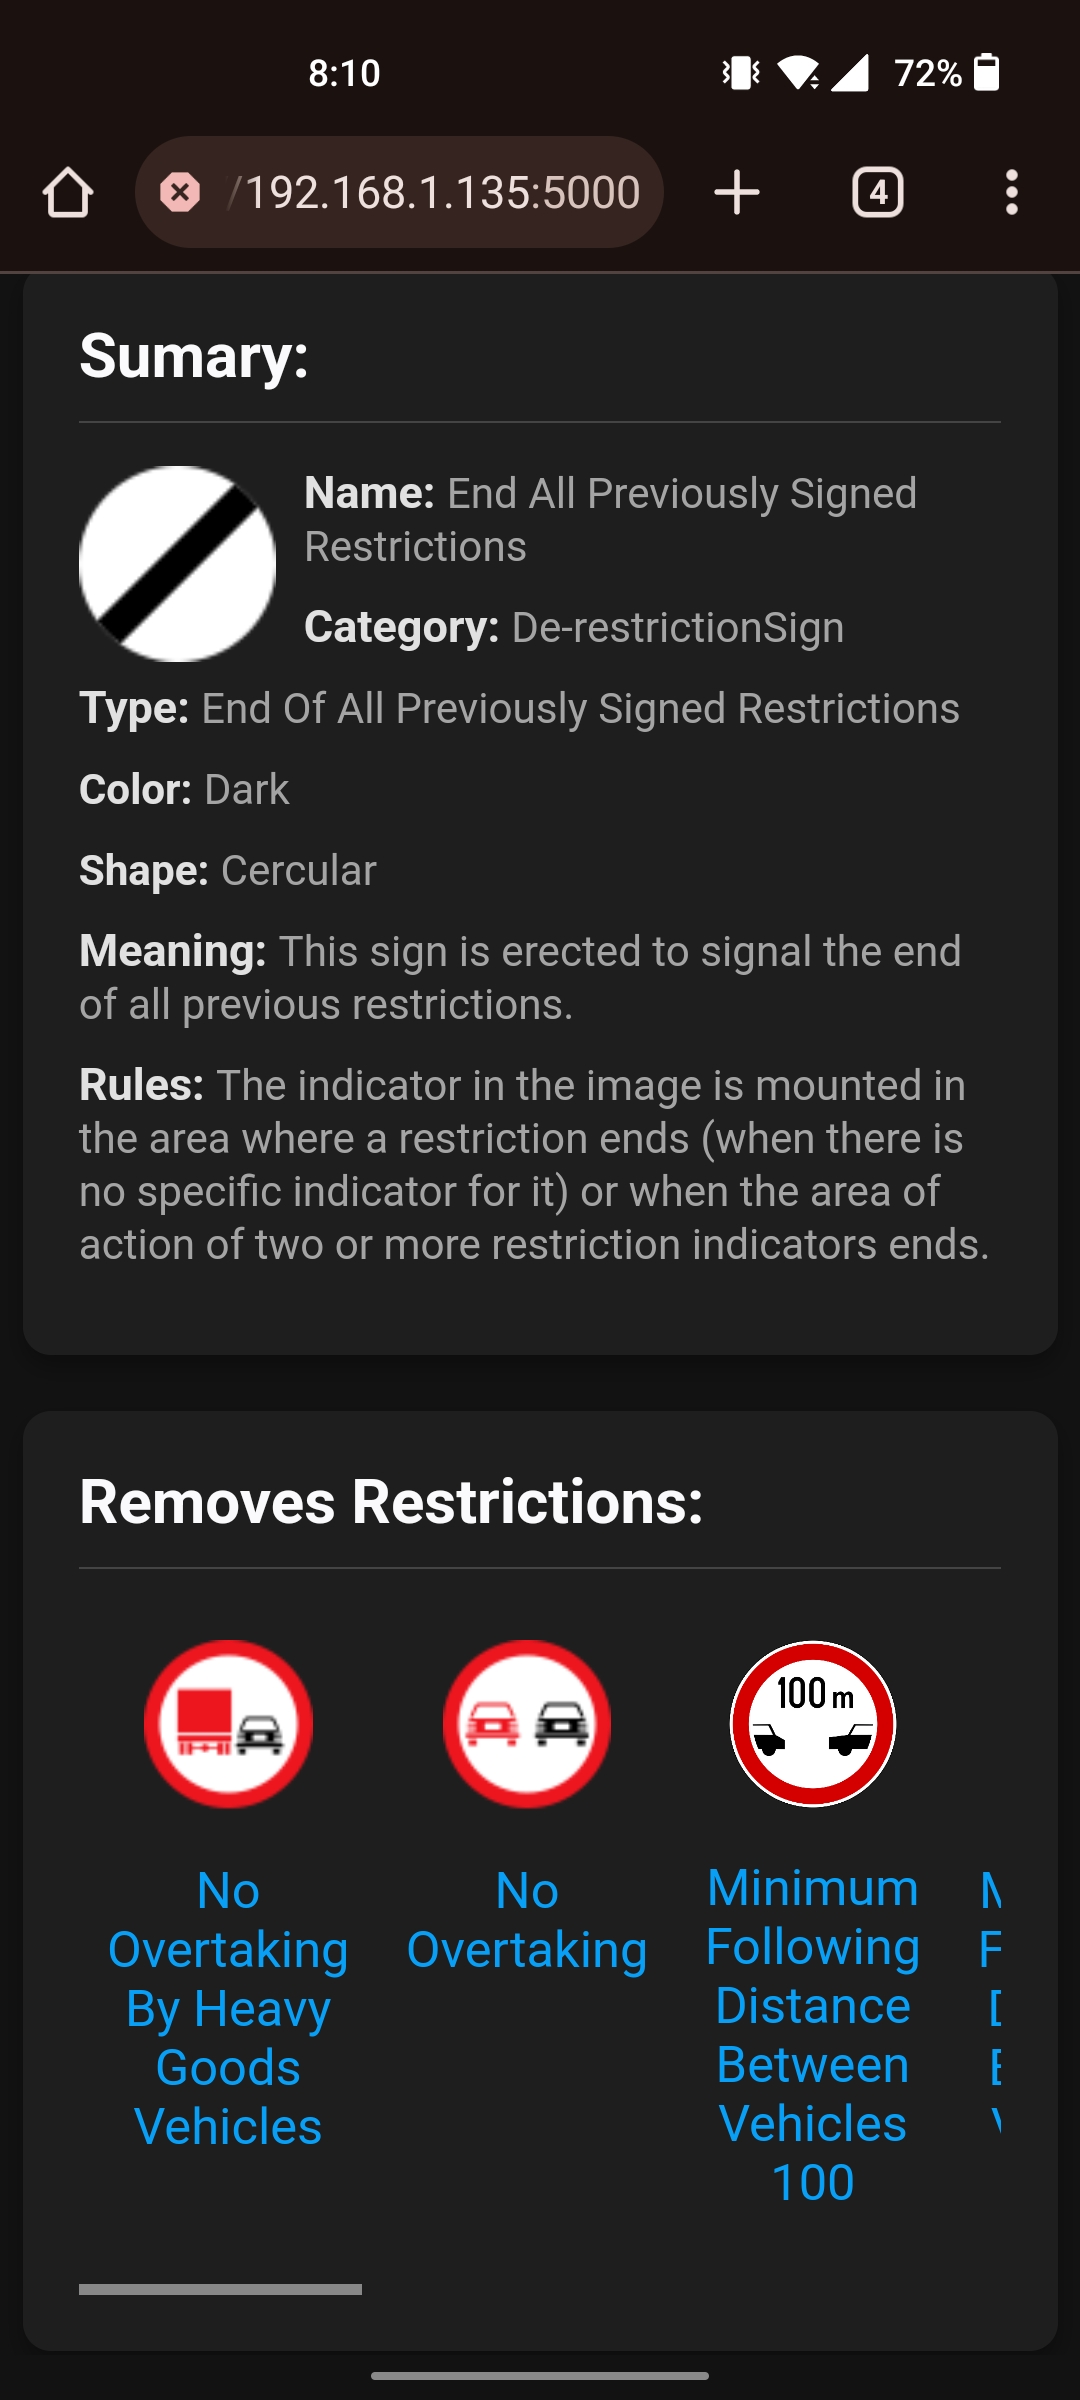 8:10
72%
/192.168.1.135:5000
4
Sumary:
Name: End All Previously Signed
Restrictions
Category: De-restrictionSign
Type: End Of All Previously Signed Restrictions
Color: Dark
Shape: Cercular
Meaning: This sign is erected to signal the end
of all previous restrictions.
Rules: The indicator in the image is mounted in
the area where a restriction ends (when there is
no specific indicator for it) or when the area of
action of two or more restriction indicators ends.
Removes Restrictions:
100 m
No
Overtaking
By Heavy
Goods
Vehicles
No
Overtaking
Minimum
Following
Distance
Between
Vehicles
100